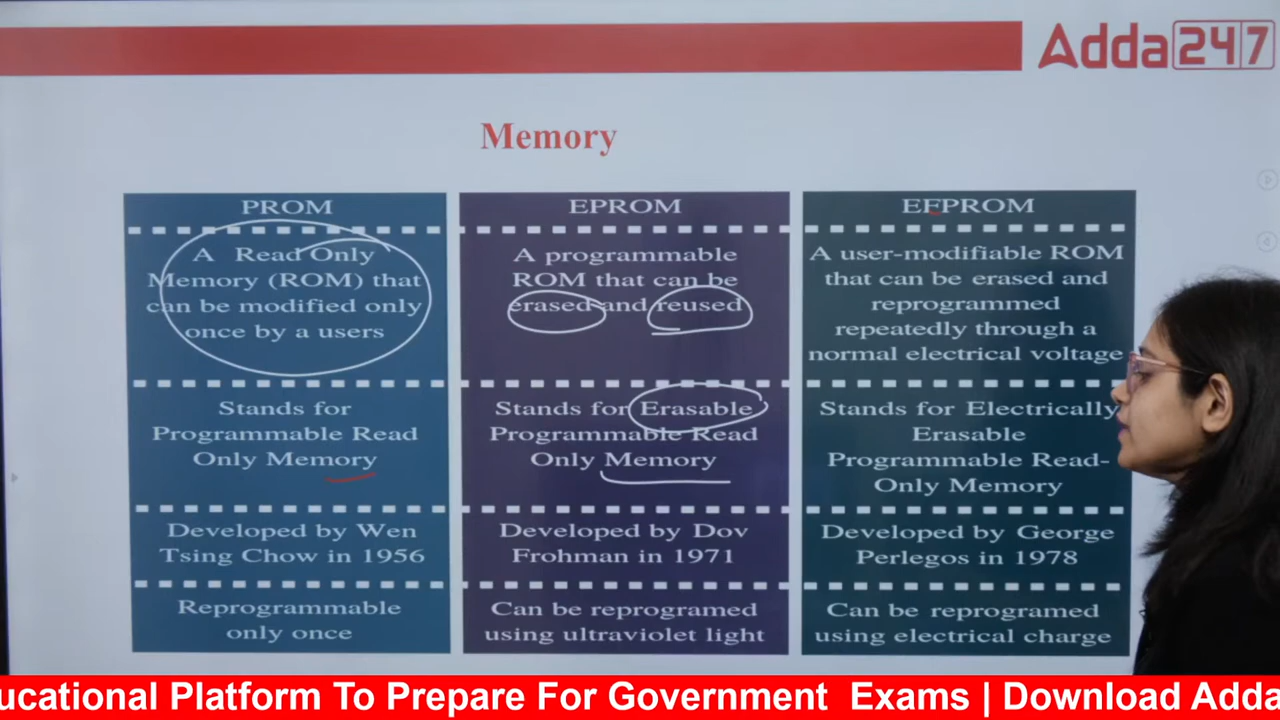 Adda 247
Memory
PROM
A Read Only
Memory (ROM) that
can be modified only
once by a users
Stands for
Programmable Read
Only Memory
Developed by Wen
Tsing Chow in 1956
Reprogrammable
only once
EPROM
A programmable
ROM that can be
erased and reused
Stands for Erasable
Programmable Read
Only Memory
Developed by Dov
Frohman in 1971
Can be reprogramed
using ultraviolet light
EEPROM
A user-modifiable ROM
that can be erased and
reprogrammed
repeatedly through a
normal electrical voltage
Stands for Electrically
Erasable
Programmable Read-
Only Memory
Developed by George
Perlegos in 1978
Can be reprogramed
using electrical charge
ucational Platform To Prepare For Government Exams | Download Adda